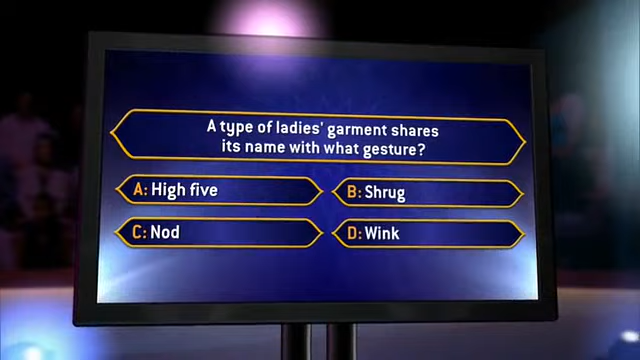 A type of ladies' garment shares
its name with what gesture?
A: High five
B: Shrug
C: Nod
D: Wink